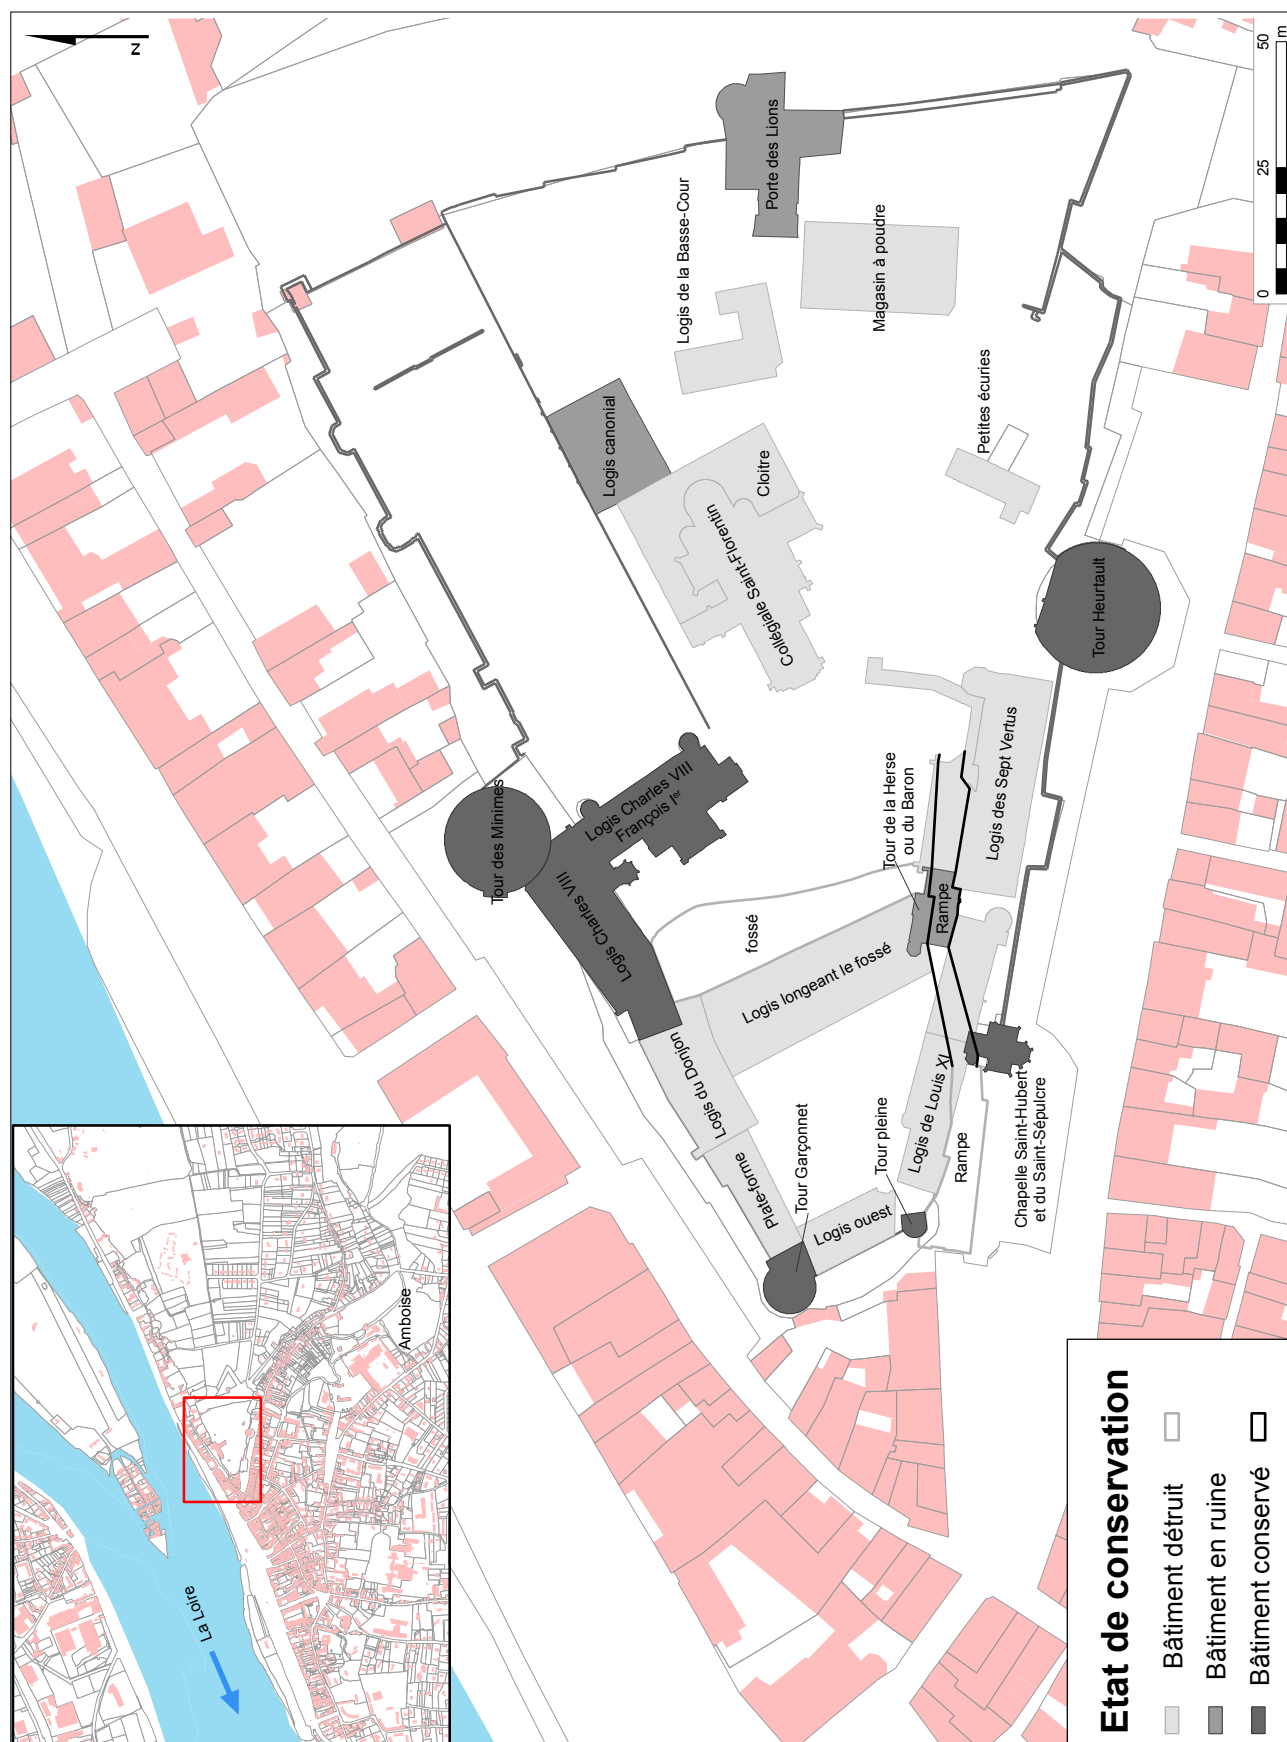 La Loire
Amboise
N
Tour des Minimes
Logis Charles VIII
Logis Charles VIII
François Ier
Logis du Donjon
Plate-forme
Tour Garçonnet
Logis ouest
Tour pleine
Logis de Louis XI
Rampe
Chapelle Saint-Hubert
et du Saint-Sépulcre
fossé
Logis longeant le fossé
Tour de la Herse
ou du Baron
Rampe
Logis des Sept Vertus
Tour Heurtault
Collégiale Saint-Florentin
Cloitre
Logis canonial
Logis de la Basse-Cour
Porte des Lions
Magasin à poudre
Petites écuries
0 25 50
m
Etat de conservation
Bâtiment détruit
Bâtiment en ruine
Bâtiment conservé